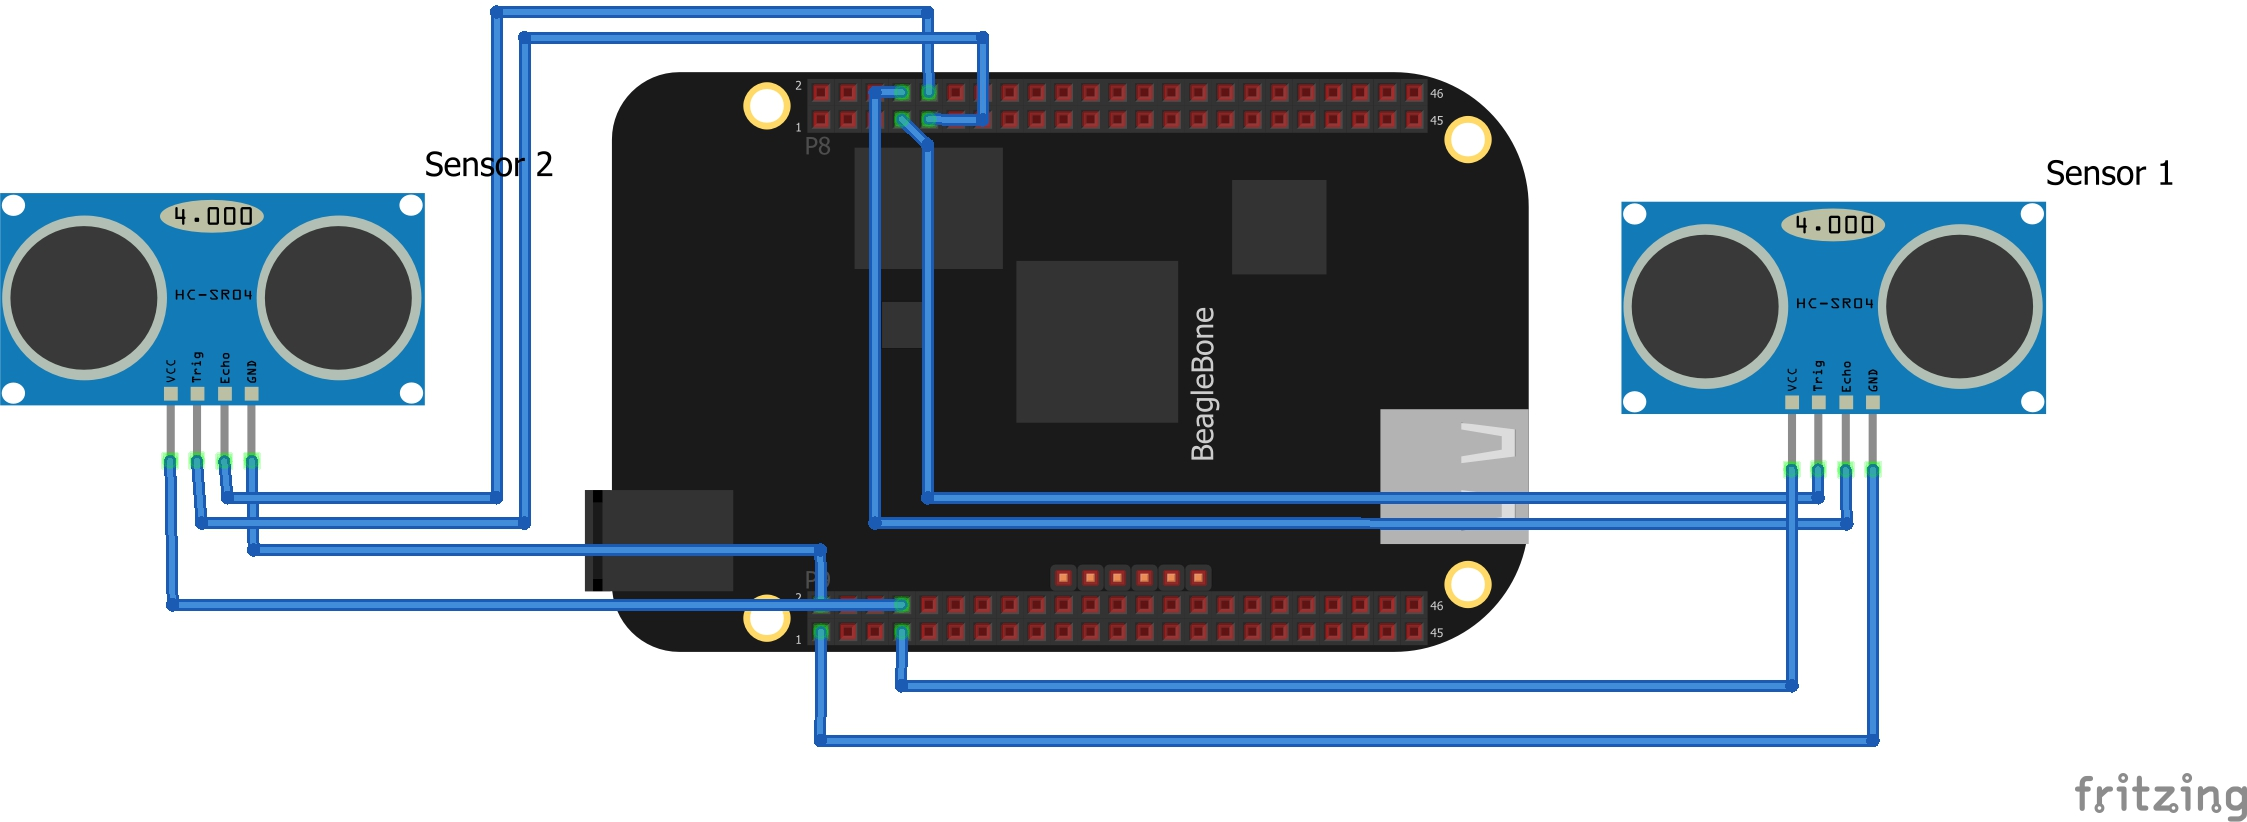 2
46
1
45
P8
Sensor 2
Sensor 1
4.000
4.000
HC-SR04
HC-SR04
BeagleBone
VCC
Trig
Echo
GND
VCC
Trig
Echo
GND
P9
2
46
1
45
fritzing